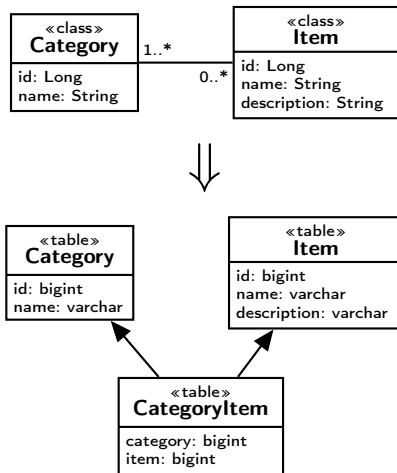 «class»
Category
id: Long
name: String
1..*
0..*
«class»
Item
id: Long
name: String
description: String
«table»
Category
id: bigint
name: varchar
«table»
Item
id: bigint
name: varchar
description: varchar
«table»
CategoryItem
category: bigint
item: bigint